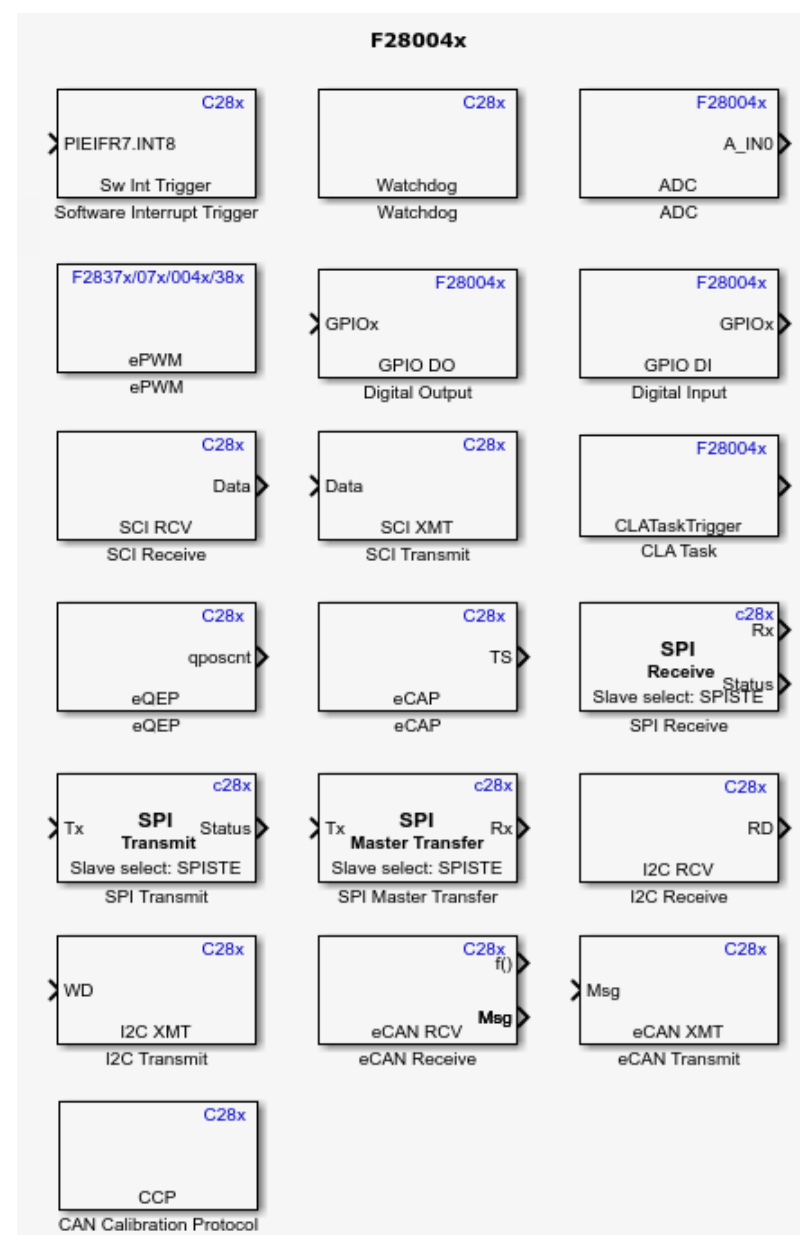 F28004x
C28x
PIEIFR7.INT8
Sw Int Trigger
Software Interrupt Trigger
C28x
Watchdog
Watchdog
F28004x
A_IN0
ADC
ADC
F2837x/07x/004x/38x
ePWM
ePWM
F28004x
GPIOx
GPIO DO
Digital Output
F28004x
GPIOx
GPIO DI
Digital Input
C28x
Data
SCI RCV
SCI Receive
C28x
Data
SCI XMT
SCI Transmit
F28004x
CLATaskTrigger
CLA Task
C28x
qposcnt
eQEP
eQEP
C28x
TS
eCAP
eCAP
c28x
Rx
SPI
Receive
Status
Slave select: SPISTE
SPI Receive
c28x
Tx SPI Status
Transmit
Slave select: SPISTE
SPI Transmit
c28x
Tx SPI Rx
Master Transfer
Slave select: SPISTE
SPI Master Transfer
C28x
RD
I2C RCV
I2C Receive
C28x
WD
I2C XMT
I2C Transmit
C28x
f()
Msg
eCAN RCV
eCAN Receive
C28x
Msg
eCAN XMT
eCAN Transmit
C28x
CCP
CAN Calibration Protocol